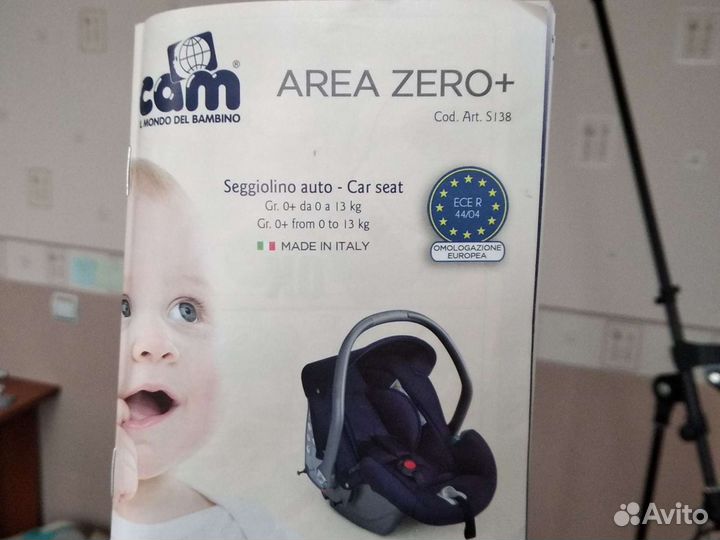 cam®
IL MONDO DEL BAMBINO
AREA ZERO+
Cod. Art. S138
Seggiolino auto - Car seat
Gr. 0+ da 0 a 13 kg
Gr. 0+ from 0 to 13 kg
MADE IN ITALY
ECE R
44/04
OMOLOGAZIONE
EUROPEA
Avito